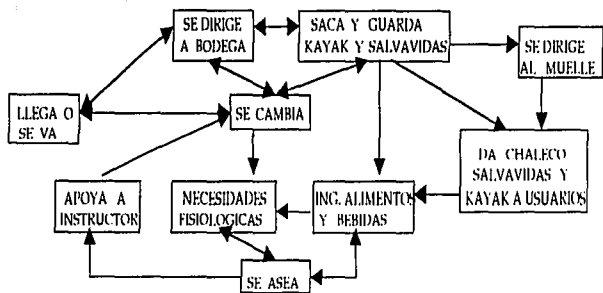 SE DIRIGE
A BODEGA
SACA Y GUARDA
KAYAK Y SALVAVIDAS
SE DIRIGE
AL MUELLE
LLEGA O
SE VA
SE CAMBIA
DA CHALECO
SALVAVIDAS Y
KAYAK A USUARIOS
APOYA A
INSTRUCTOR
NECESIDADES
FISIOLOGICAS
ING. ALIMENTOS
Y BEBIDAS
SE ASEA